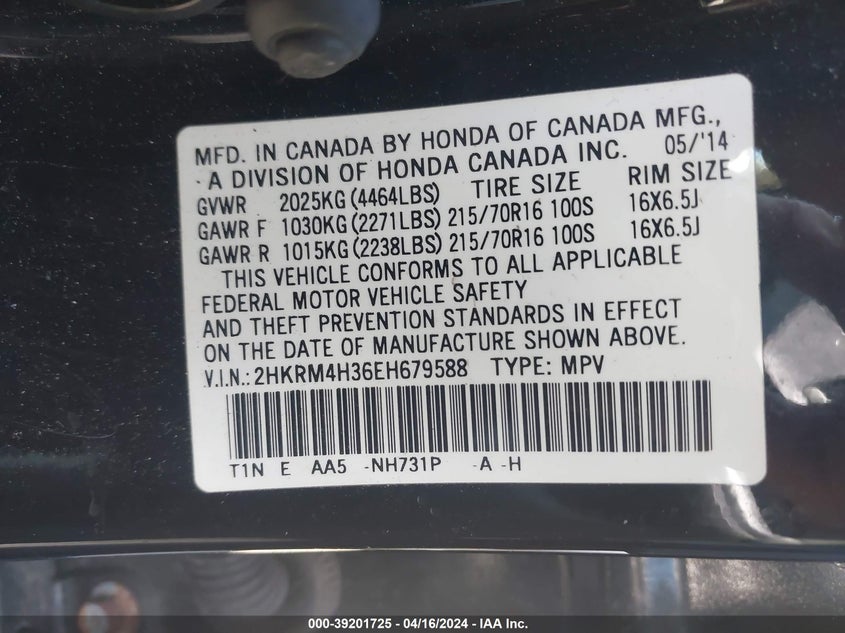 MFD. IN CANADA BY HONDA OF CANADA MFG.,
A DIVISION OF HONDA CANADA INC. 05/'14
GVWR 2025KG(4464LBS) TIRE SIZE RIM SIZE
GAWR F 1030KG(2271LBS) 215/70R16 100S 16X6.5J
GAWR R 1015KG(2238LBS) 215/70R16 100S 16X6.5J
THIS VEHICLE CONFORMS TO ALL APPLICABLE
FEDERAL MOTOR VEHICLE SAFETY
AND THEFT PREVENTION STANDARDS IN EFFECT
ON THE DATE OF MANUFACTURE SHOWN ABOVE.
V.I.N.: 2HKRM4H36EH679588 TYPE: MPV
T1N E AA5 -NH731P -A -H
000-39201725 - 04/16/2024 - IAA Inc.